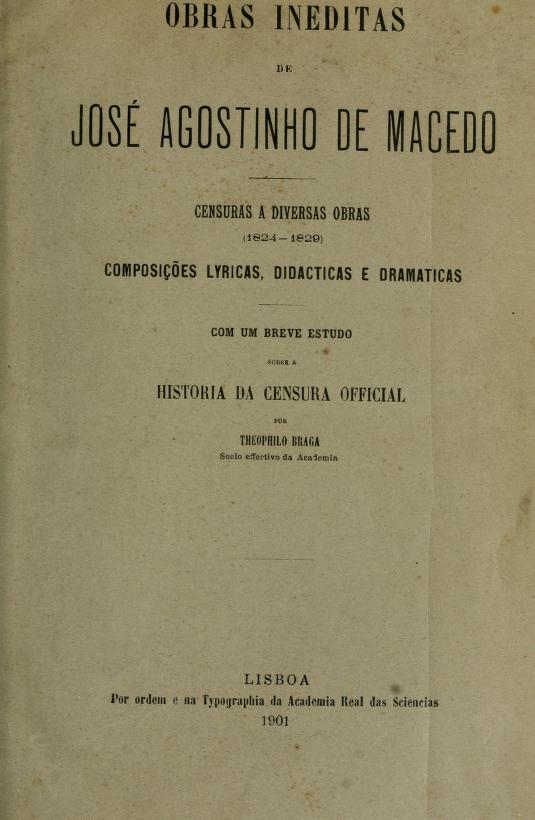 OBRAS INEDITAS
DE
JOSÉ AGOSTINHO DE MACEDO
CENSURAS A DIVERSAS OBRAS
(1824–1829)
COMPOSIÇÕES LYRICAS, DIDACTICAS E DRAMATICAS
COM UM BREVE ESTUDO
SOBRE A
HISTORIA DA CENSURA OFFICIAL
POR
THEOPHILO BRAGA
Socio effectivo da Academia
LISBOA
Por ordem e na Typographia da Academia Real das Sciencias
1901